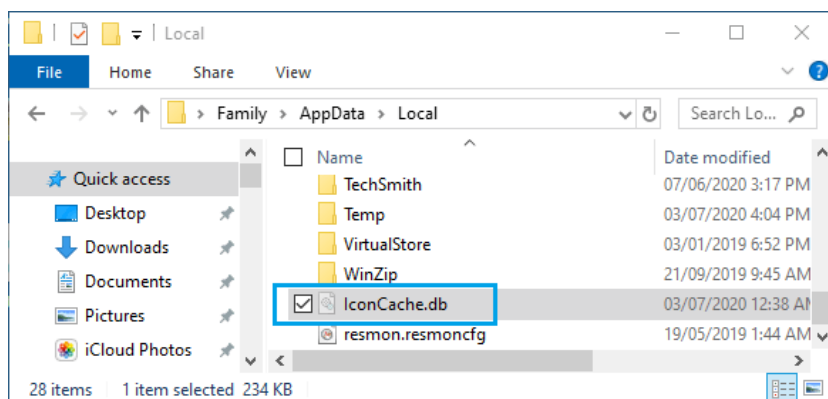 Local
File Home Share View
Family AppData Local Search Lo...
Name Date modified
Quick access TechSmith 07/06/2020 3:17 PM
Desktop Temp 03/07/2020 4:04 PM
Downloads VirtualStore 03/01/2019 6:52 PM
Documents WinZip 21/09/2019 9:45 AM
Pictures IconCache.db 03/07/2020 12:38 AM
iCloud Photos resmon.resmoncfg 19/05/2019 1:44 AM
28 items 1 item selected 234 KB